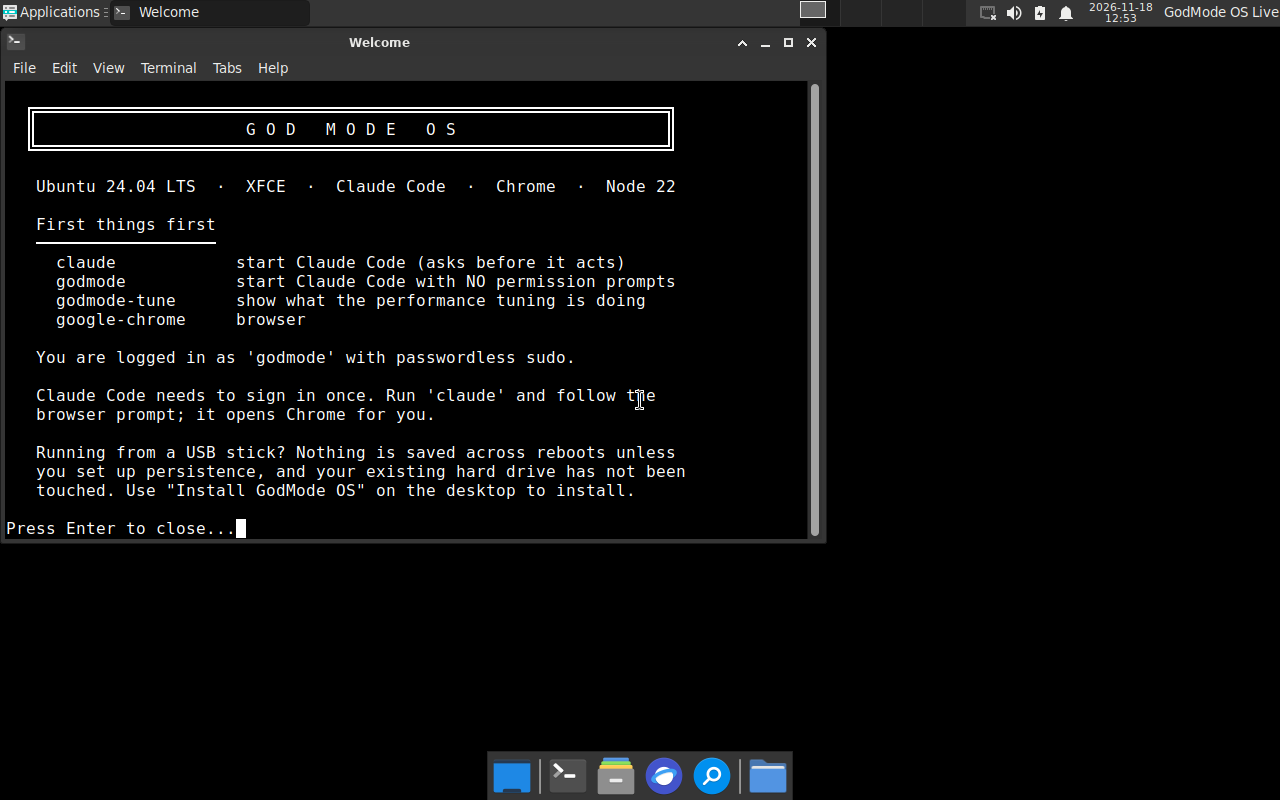 Applications
Welcome
2026-11-18
12:53
GodMode OS Live
Welcome
File Edit View Terminal Tabs Help
GOD MODE OS
Ubuntu 24.04 LTS · XFCE · Claude Code · Chrome · Node 22
First things first
claude start Claude Code (asks before it acts)
godmode start Claude Code with NO permission prompts
godmode-tune show what the performance tuning is doing
google-chrome browser
You are logged in as 'godmode' with passwordless sudo.
Claude Code needs to sign in once. Run 'claude' and follow the
browser prompt; it opens Chrome for you.
Running from a USB stick? Nothing is saved across reboots unless
you set up persistence, and your existing hard drive has not been
touched. Use "Install GodMode OS" on the desktop to install.
Press Enter to close...